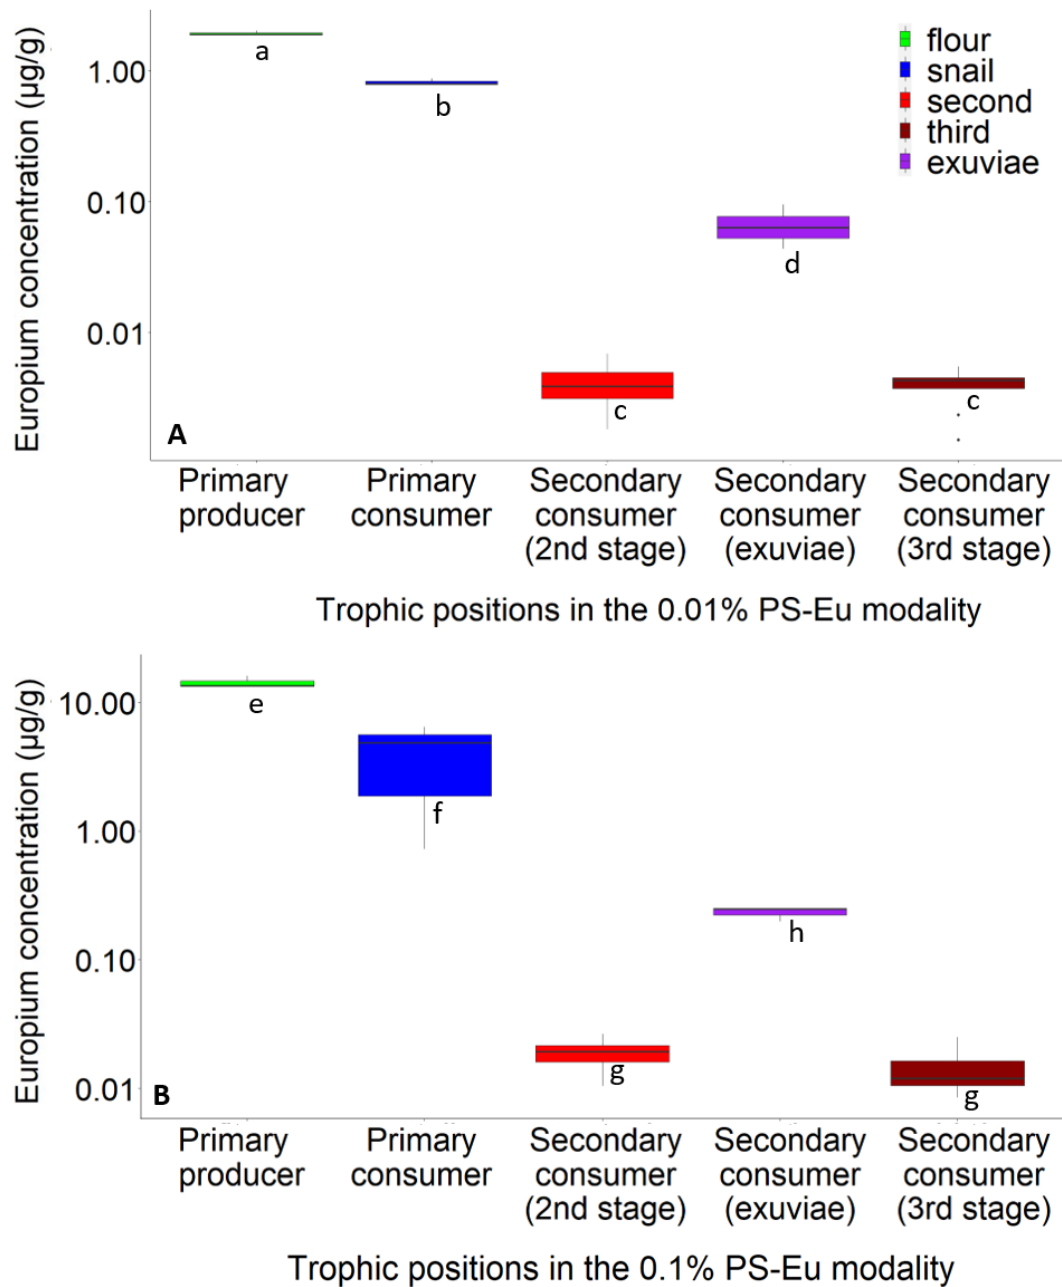 Europium concentration (µg/g)
1.00
0.10
0.01
a
b
c
d
c
flour
snail
second
third
exuviae
A
Primary producer
Primary consumer
Secondary consumer (2nd stage)
Secondary consumer (exuviae)
Secondary consumer (3rd stage)
Trophic positions in the 0.01% PS-Eu modality
Europium concentration (µg/g)
10.00
1.00
0.10
0.01
e
f
g
h
g
B
Primary producer
Primary consumer
Secondary consumer (2nd stage)
Secondary consumer (exuviae)
Secondary consumer (3rd stage)
Trophic positions in the 0.1% PS-Eu modality